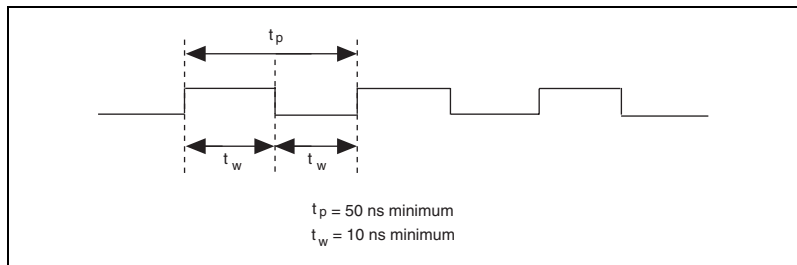 tp
tw tw
tp = 50 ns minimum
tw = 10 ns minimum